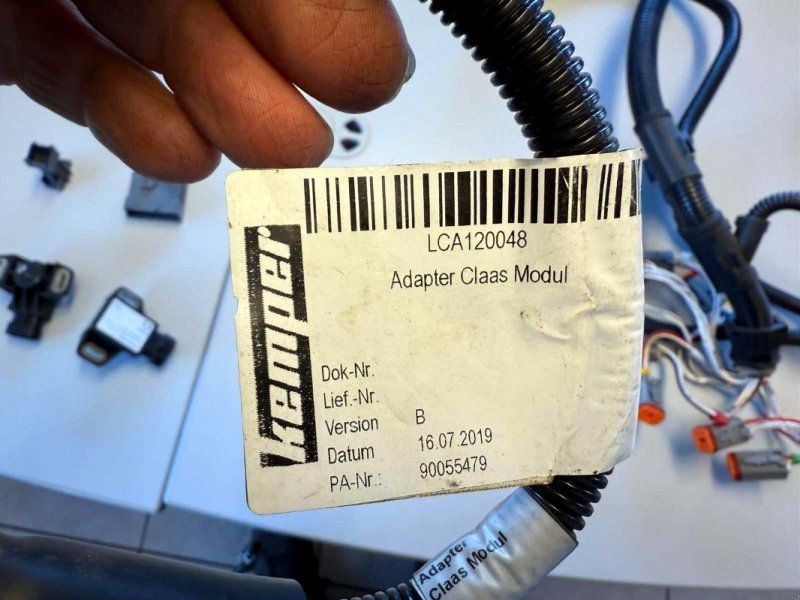 LCA120048
Adapter Claas Modul
kemper
Dok-Nr.
Lief.-Nr.
Version B
Datum 16.07.2019
PA-Nr.: 90055479
Adapter
Claas Modul